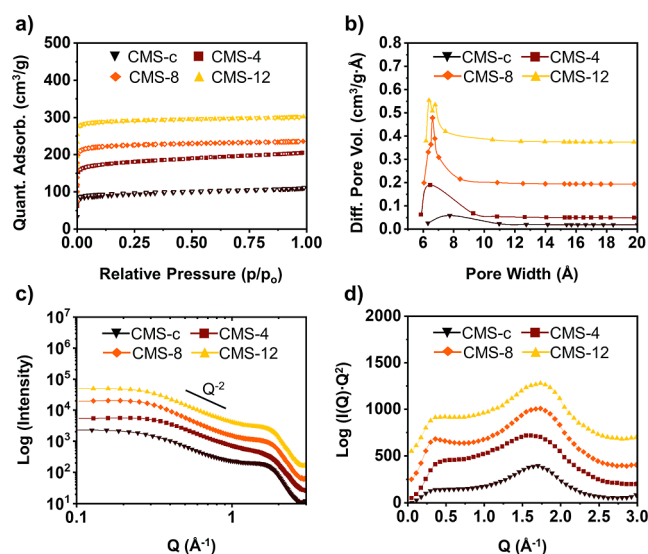 a)
CMS-c CMS-4
CMS-8 CMS-12
Quant. Adsorb. (cm³/g)
500
400
300
200
100
0
0.00 0.25 0.50 0.75 1.00
Relative Pressure (p/pₒ)
b)
CMS-c CMS-4
CMS-8 CMS-12
Diff. Pore Vol. (cm³/g·Å)
0.8
0.7
0.6
0.5
0.4
0.3
0.2
0.1
0.0
6 8 10 12 14 16 18 20
Pore Width (Å)
c)
CMS-c CMS-4
CMS-8 CMS-12
Q⁻²
Log (Intensity)
10⁷
10⁶
10⁵
10⁴
10³
10²
10¹
0.1 1
Q (Å⁻¹)
d)
CMS-c CMS-4
CMS-8 CMS-12
Log (I(Q)·Q²)
2000
1500
1000
500
0
0.0 0.5 1.0 1.5 2.0 2.5 3.0
Q (Å⁻¹)